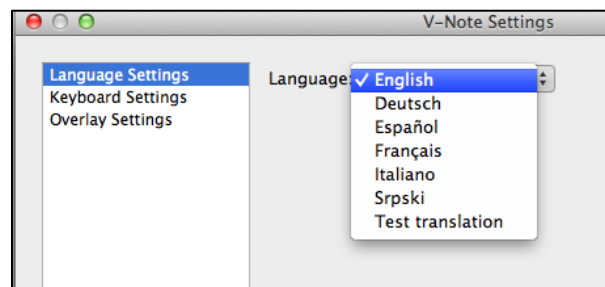 V-Note Settings
Language Settings
Keyboard Settings
Overlay Settings
Language:
✓ English
Deutsch
Español
Français
Italiano
Srpski
Test translation